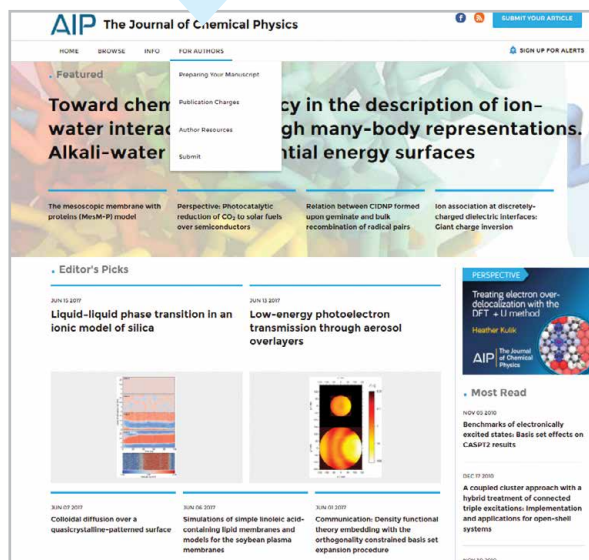 AIP The Journal of Chemical Physics
SUBMIT YOUR ARTICLE
HOME BROWSE INFO FOR AUTHORS
SIGN UP FOR ALERTS
Preparing Your Manuscript
Publication Charges
Author Resources
Submit
Featured
Toward chem cy in the description of ion-
water interac gh many-body representations.
Alkali-water ntial energy surfaces
The mesoscopic membrane with
proteins (MesM-P) model
Perspective: Photocatalytic
reduction of CO₂ to solar fuels
over semiconductors
Relation between CIDNP formed
upon geminate and bulk
recombination of radical pairs
Ion association at discretely-
charged dielectric interfaces:
Giant charge inversion
Editor's Picks
JUN 15 2017
Liquid-liquid phase transition in an
ionic model of silica
JUN 13 2017
Low-energy photoelectron
transmission through aerosol
overlayers
JUN 07 2017
Colloidal diffusion over a
quasicrystalline-patterned surface
JUN 06 2017
Simulations of simple linoleic acid-
containing lipid membranes and
models for the soybean plasma
membranes
JUN 01 2017
Communication: Density functional
theory embedding with the
orthogonality constrained basis set
expansion procedure
PERSPECTIVE
Treating electron over-
delocalization with the
DFT + U method
Heather Kulik
AIP The Journal
of Chemical
Physics
Most Read
NOV 03 2010
Benchmarks of electronically
excited states: Basis set effects on
CASPT2 results
DEC 17 2010
A coupled cluster approach with a
hybrid treatment of connected
triple excitations: Implementation
and applications for open-shell
systems